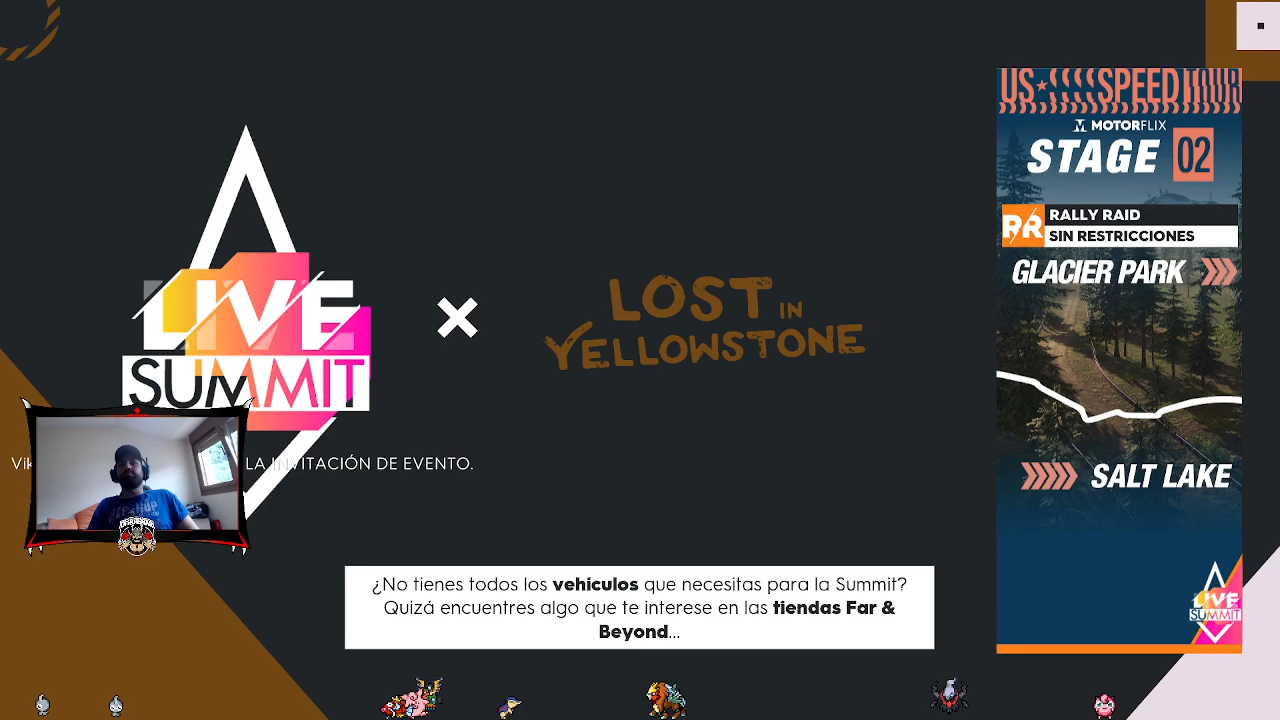 US SPEED TOUR
MOTORFLIX
STAGE 02
RR RALLY RAID
SIN RESTRICCIONES
GLACIER PARK
LIVE
SUMMIT
LOST IN
YELLOWSTONE
LA INVITACIÓN DE EVENTO.
SALT LAKE
¿No tienes todos los vehículos que necesitas para la Summit?
Quizá encuentres algo que te interese en las tiendas Far &
Beyond...
LIVE
SUMMIT